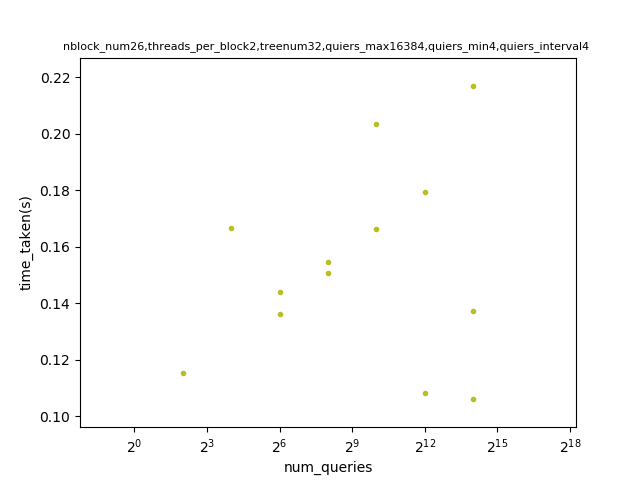 nblock_num26,threads_per_block2,treenum32,quiers_max16384,quiers_min4,quiers_interval4
0.22
0.20
0.18
0.16
0.14
0.12
0.10
time_taken(s)
2^0 2^3 2^6 2^9 2^12 2^15 2^18
num_queries